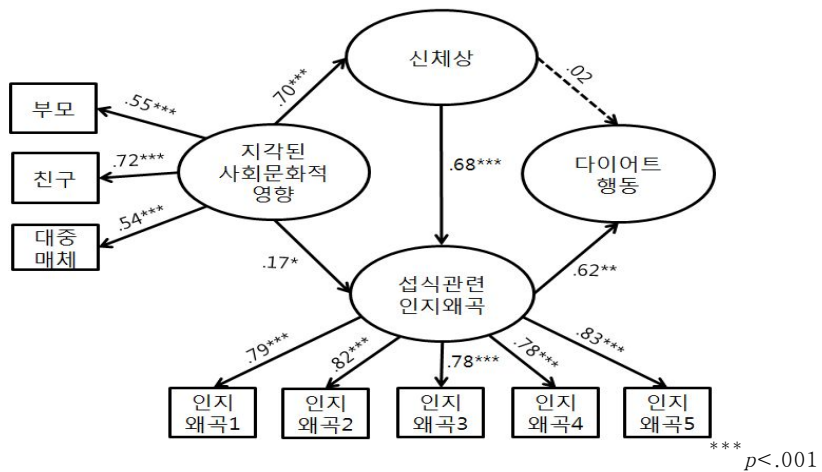 신체상
.70***
.02
부모
.55***
지각된
사회문화적
영향
친구
.72***
.68***
다이어트
행동
대중
매체
.54***
.17*
섭식관련
인지왜곡
.62**
.79***
.82***
.78***
.78***
.83***
인지
왜곡1
인지
왜곡2
인지
왜곡3
인지
왜곡4
인지
왜곡5
***p<.001